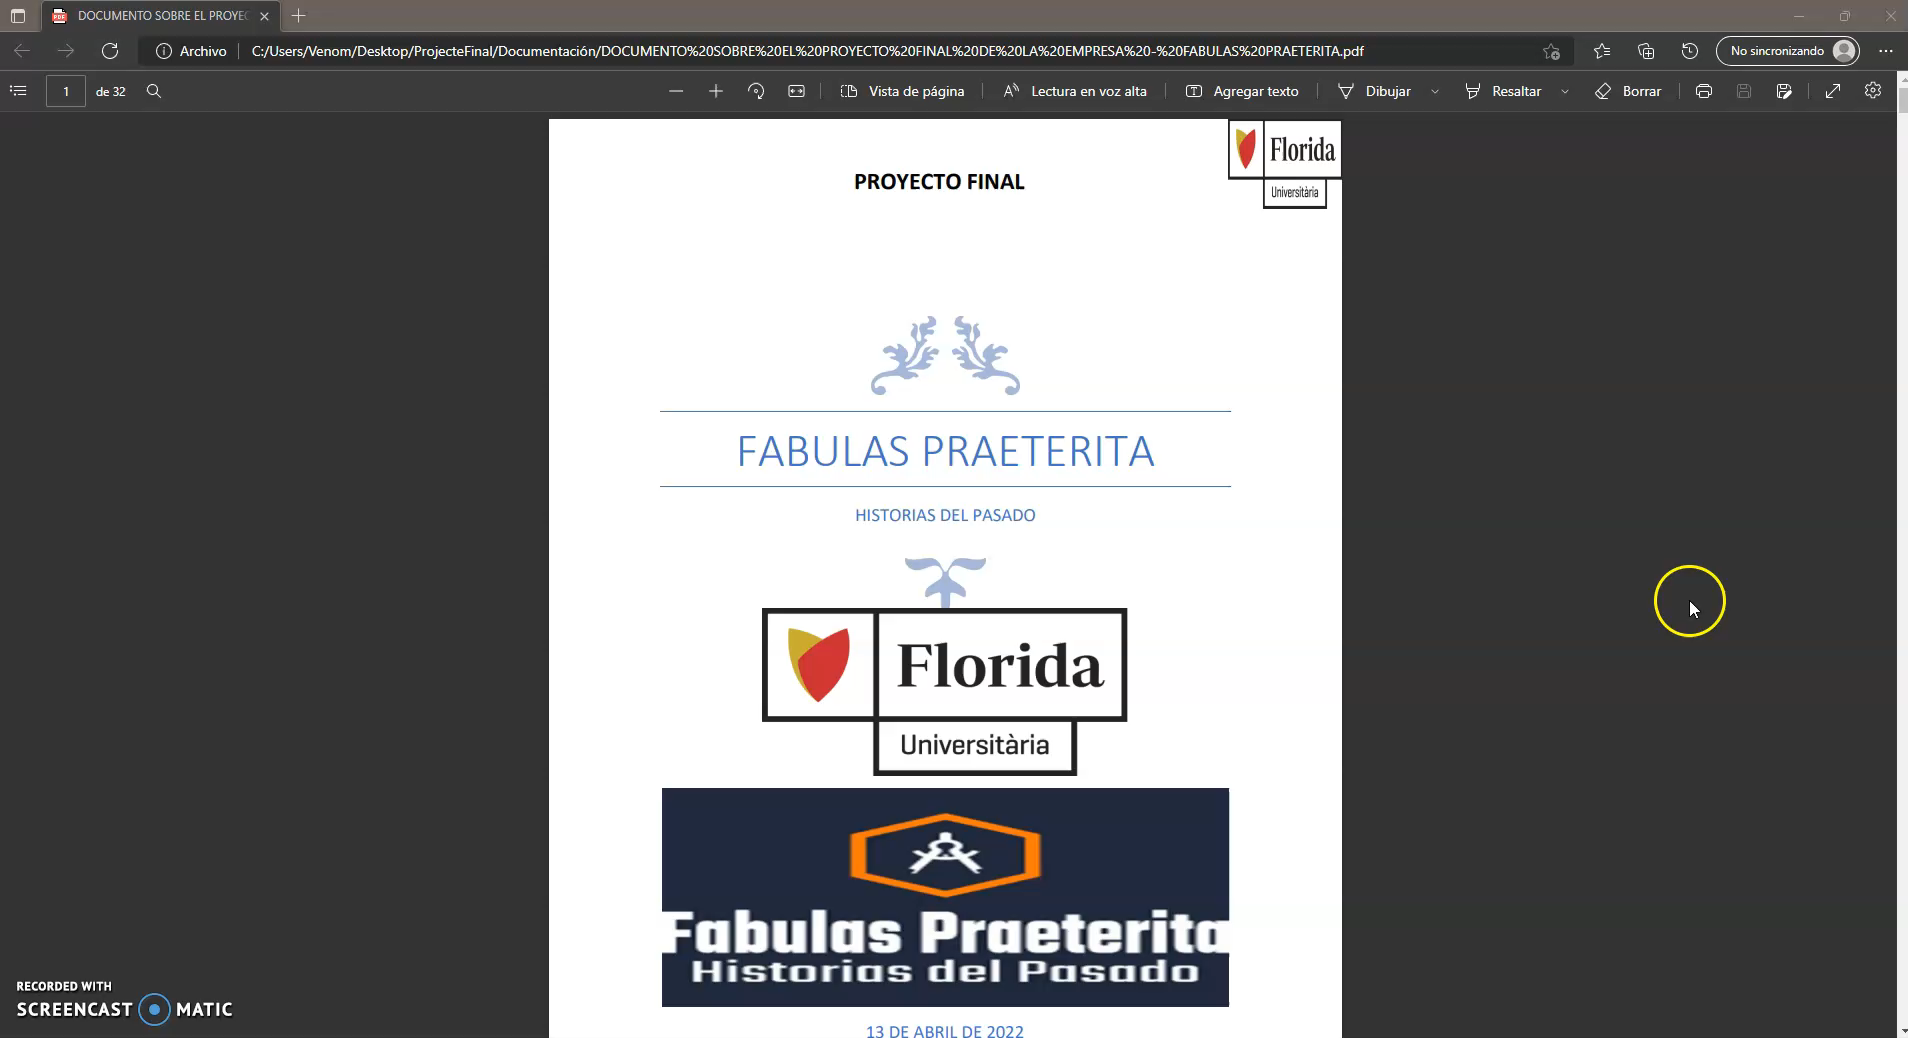 DOCUMENTO SOBRE EL PROYEC
Archivo
C:/Users/Venom/Desktop/ProjecteFinal/Documentación/DOCUMENTO%20SOBRE%20EL%20PROYECTO%20FINAL%20DE%20LA%20EMPRESA%20-%20FABULAS%20PRAETERITA.pdf
No sincronizando
1 de 32
Vista de página
Lectura en voz alta
Agregar texto
Dibujar
Resaltar
Borrar
Florida
Universitària
PROYECTO FINAL
FABULAS PRAETERITA
HISTORIAS DEL PASADO
Florida
Universitària
Fabulas Praeterita
Historias del Pasado
13 DE ABRIL DE 2022
RECORDED WITH
SCREENCAST MATIC